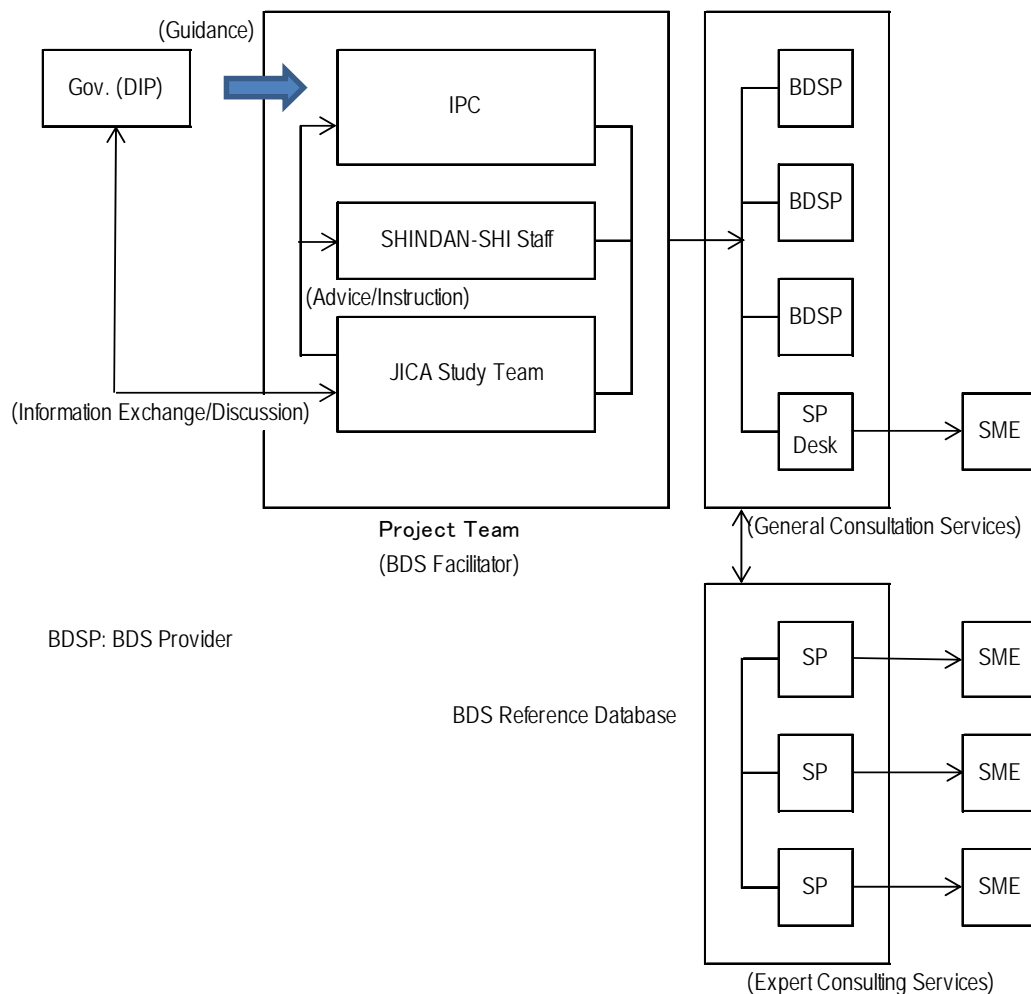 (Guidance)
Gov. (DIP)
IPC
SHINDAN-SHI Staff
(Advice/Instruction)
JICA Study Team
(Information Exchange/Discussion)
Project Team
(BDS Facilitator)
BDSP
BDSP
BDSP
SP
Desk
SME
(General Consultation Services)
BDSP: BDS Provider
BDS Reference Database
SP
SME
SP
SME
SP
SME
(Expert Consulting Services)